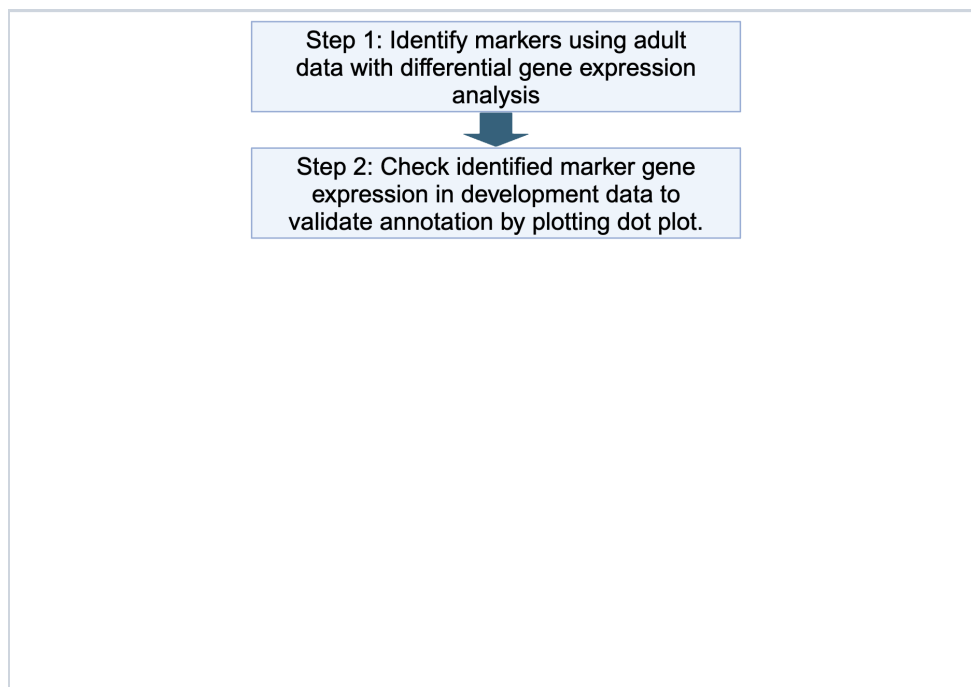 Step 1: Identify markers using adult
data with differential gene expression
analysis
Step 2: Check identified marker gene
expression in development data to
validate annotation by plotting dot plot.